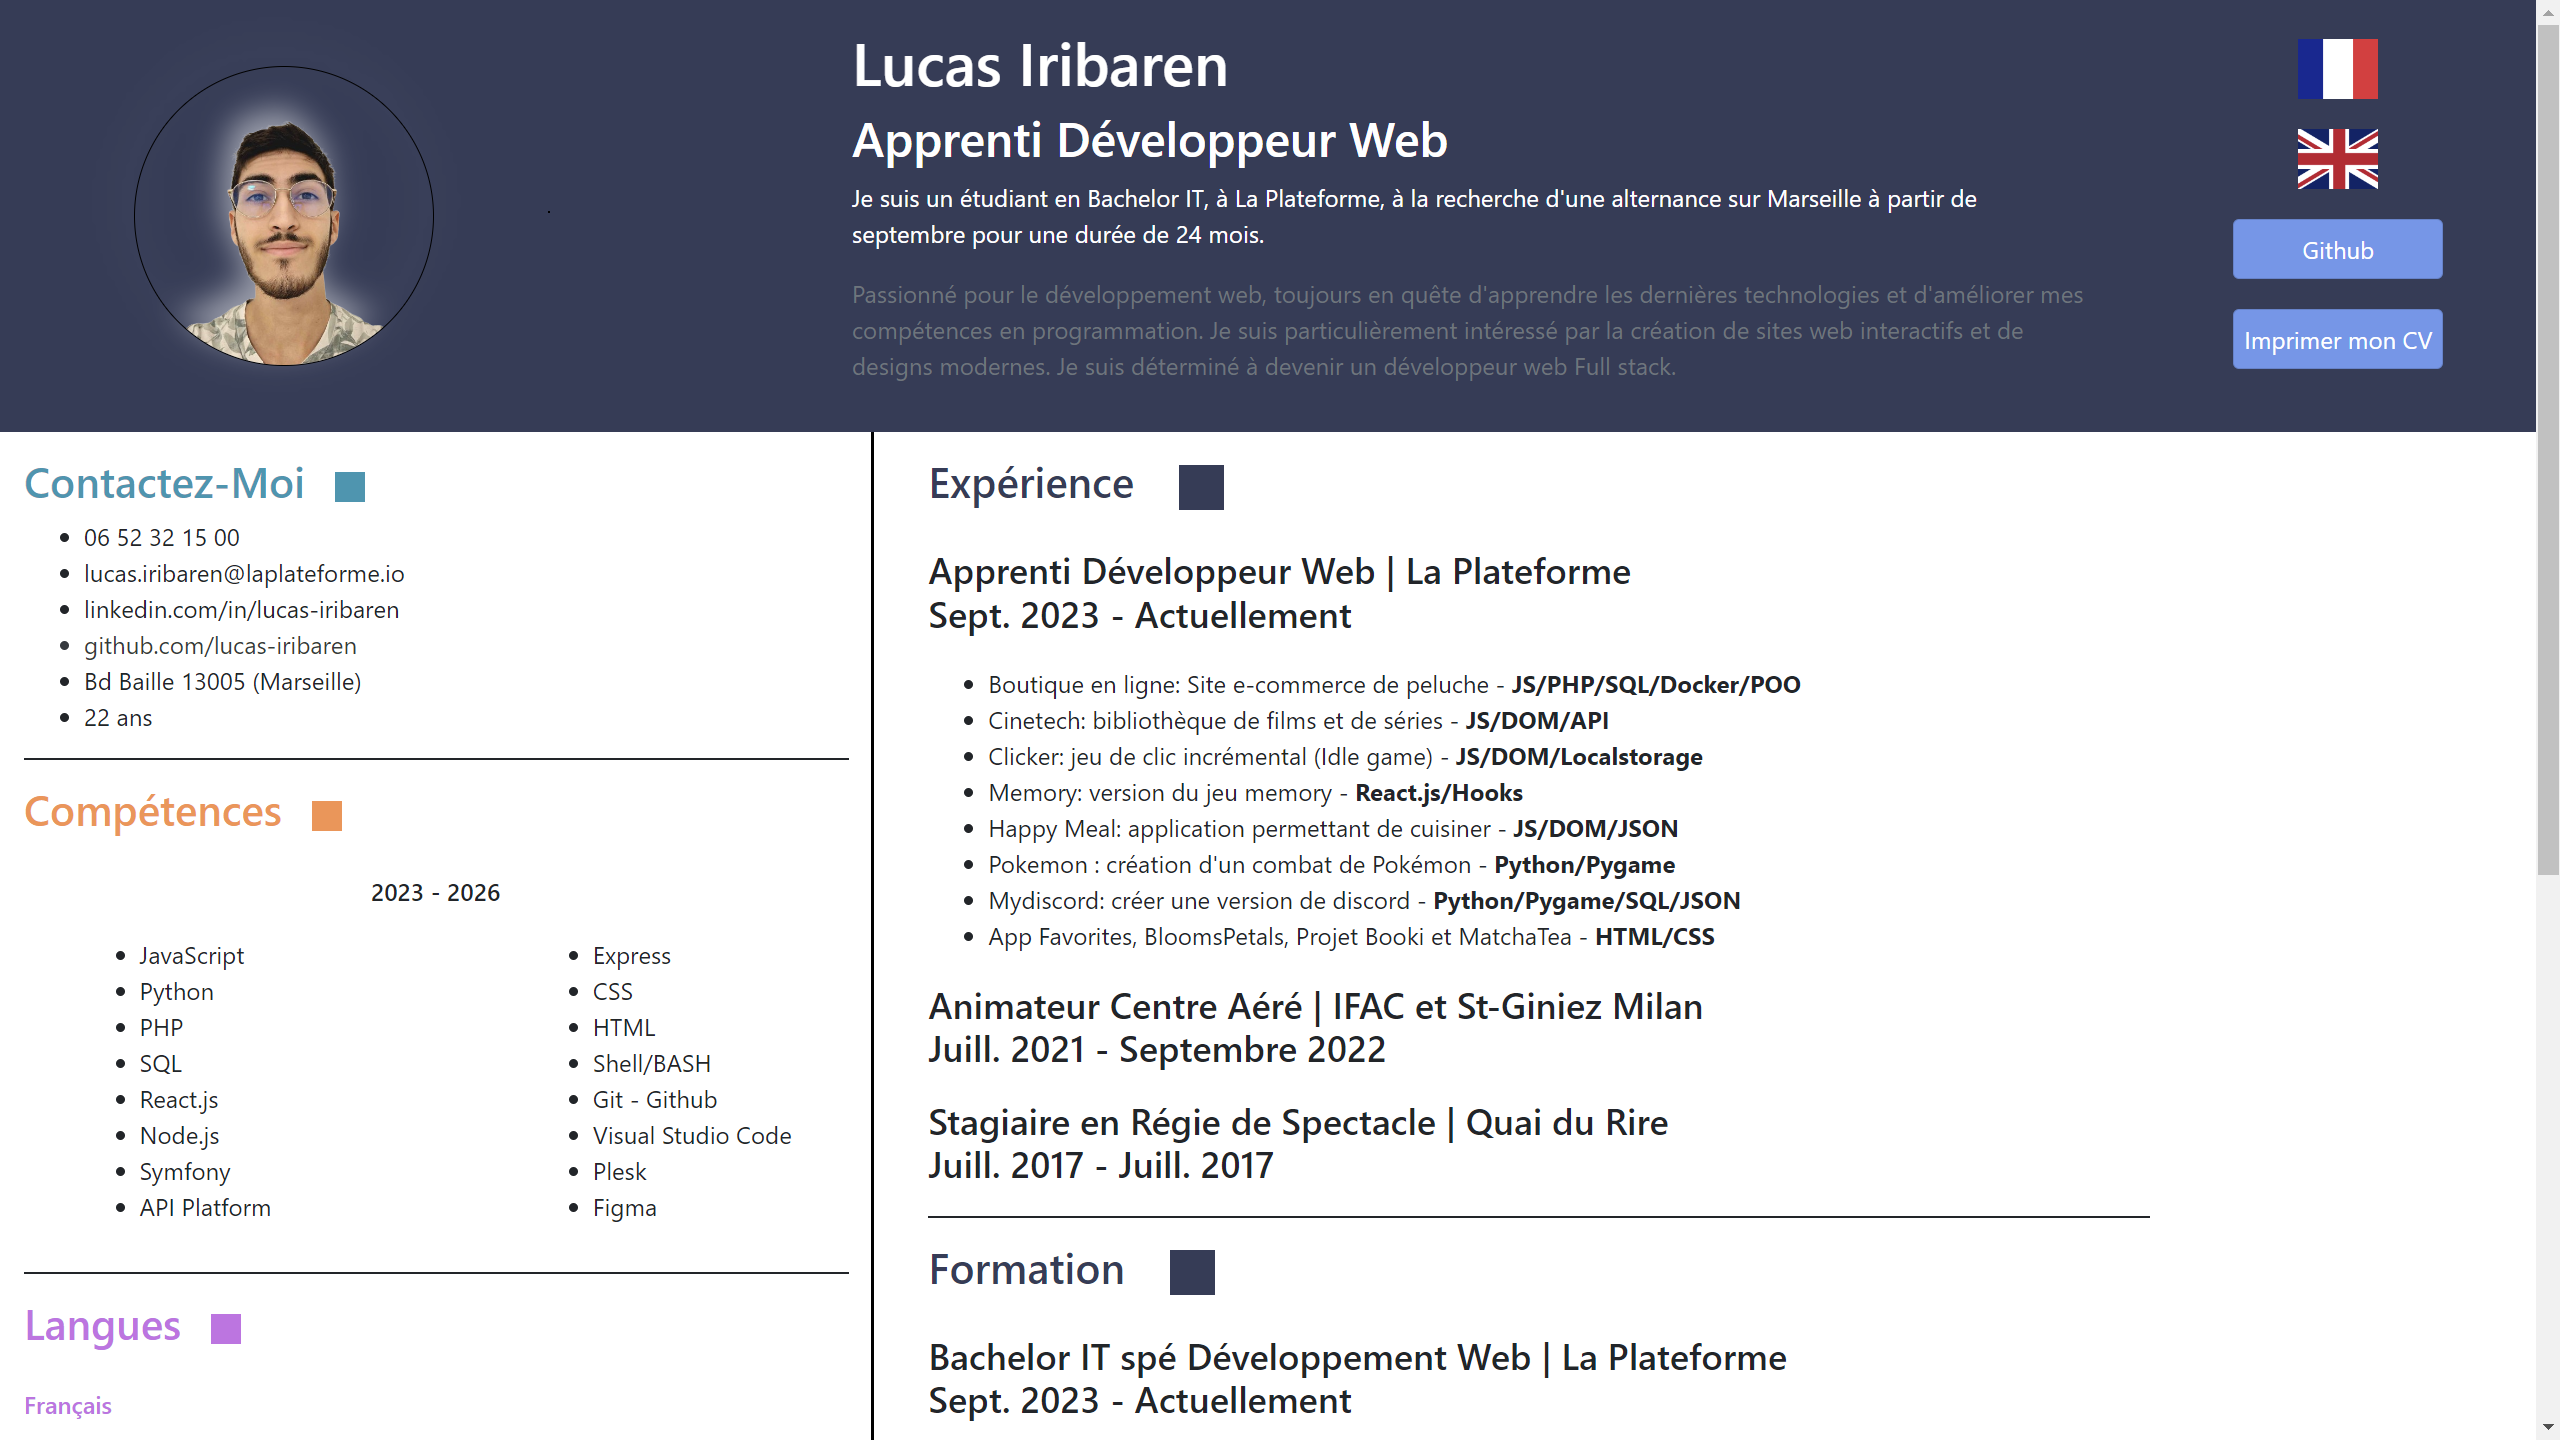 Lucas Iribaren
Apprenti Développeur Web
Je suis un étudiant en Bachelor IT, à La Plateforme, à la recherche d'une alternance sur Marseille à partir de
septembre pour une durée de 24 mois.
Passionné pour le développement web, toujours en quête d'apprendre les dernières technologies et d'améliorer mes
compétences en programmation. Je suis particulièrement intéressé par la création de sites web interactifs et de
designs modernes. Je suis déterminé à devenir un développeur web Full stack.
Github
Imprimer mon CV
Contactez-Moi
06 52 32 15 00
lucas.iribaren@laplateforme.io
linkedin.com/in/lucas-iribaren
github.com/lucas-iribaren
Bd Baille 13005 (Marseille)
22 ans
Compétences
2023 - 2026
JavaScript
Python
PHP
SQL
React.js
Node.js
Symfony
API Platform
Express
CSS
HTML
Shell/BASH
Git - Github
Visual Studio Code
Plesk
Figma
Langues
Français
Expérience
Apprenti Développeur Web | La Plateforme
Sept. 2023 - Actuellement
Boutique en ligne: Site e-commerce de peluche - JS/PHP/SQL/Docker/POO
Cinetech: bibliothèque de films et de séries - JS/DOM/API
Clicker: jeu de clic incrémental (Idle game) - JS/DOM/Localstorage
Memory: version du jeu memory - React.js/Hooks
Happy Meal: application permettant de cuisiner - JS/DOM/JSON
Pokemon : création d'un combat de Pokémon - Python/Pygame
Mydiscord: créer une version de discord - Python/Pygame/SQL/JSON
App Favorites, BloomsPetals, Projet Booki et MatchaTea - HTML/CSS
Animateur Centre Aéré | IFAC et St-Giniez Milan
Juill. 2021 - Septembre 2022
Stagiaire en Régie de Spectacle | Quai du Rire
Juill. 2017 - Juill. 2017
Formation
Bachelor IT spé Développement Web | La Plateforme
Sept. 2023 - Actuellement